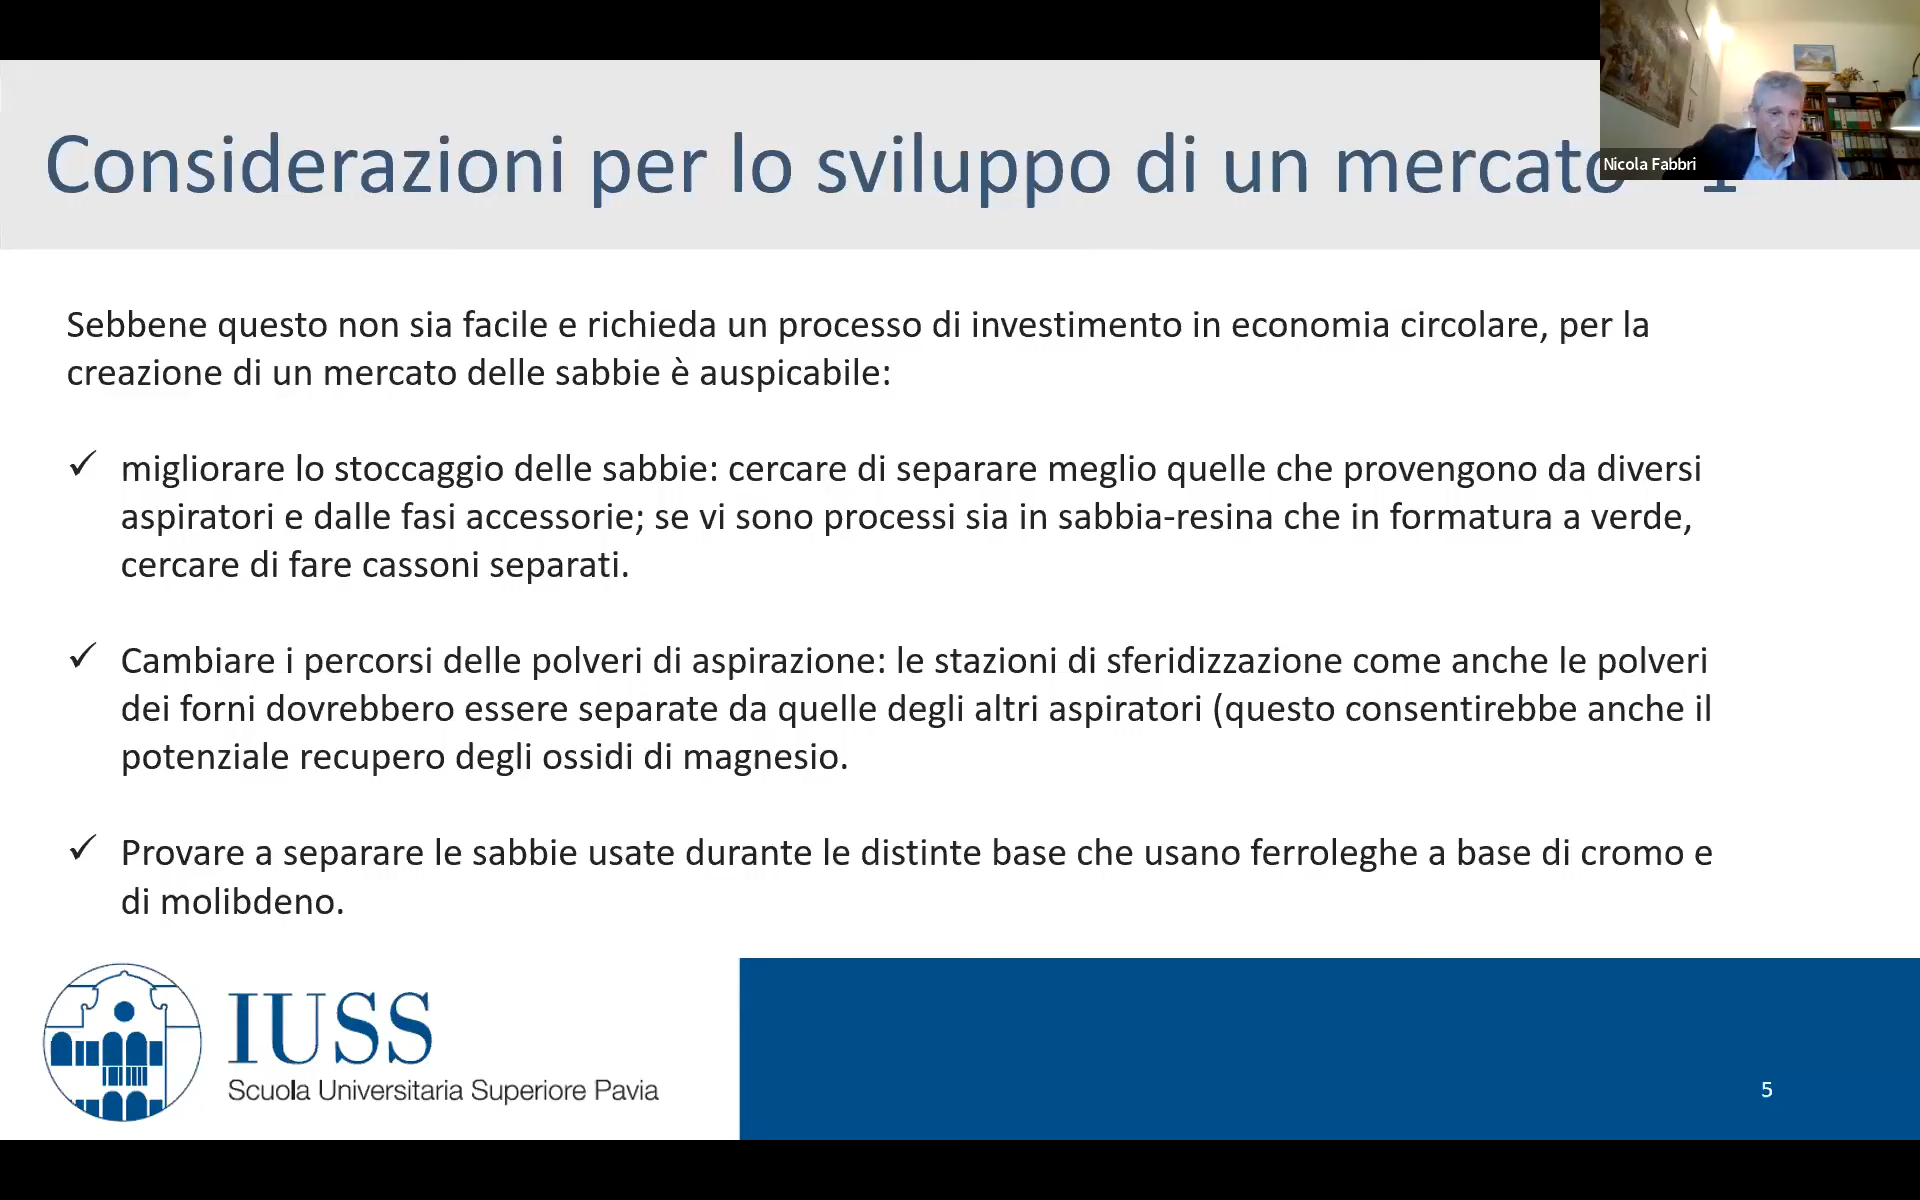 Considerazioni per lo sviluppo di un mercato - 1
Nicola Fabbri
Sebbene questo non sia facile e richieda un processo di investimento in economia circolare, per la
creazione di un mercato delle sabbie è auspicabile:
✓ migliorare lo stoccaggio delle sabbie: cercare di separare meglio quelle che provengono da diversi
aspiratori e dalle fasi accessorie; se vi sono processi sia in sabbia-resina che in formatura a verde,
cercare di fare cassoni separati.
✓ Cambiare i percorsi delle polveri di aspirazione: le stazioni di sferidizzazione come anche le polveri
dei forni dovrebbero essere separate da quelle degli altri aspiratori (questo consentirebbe anche il
potenziale recupero degli ossidi di magnesio.
✓ Provare a separare le sabbie usate durante le distinte base che usano ferroleghe a base di cromo e
di molibdeno.
IUSS
Scuola Universitaria Superiore Pavia
5